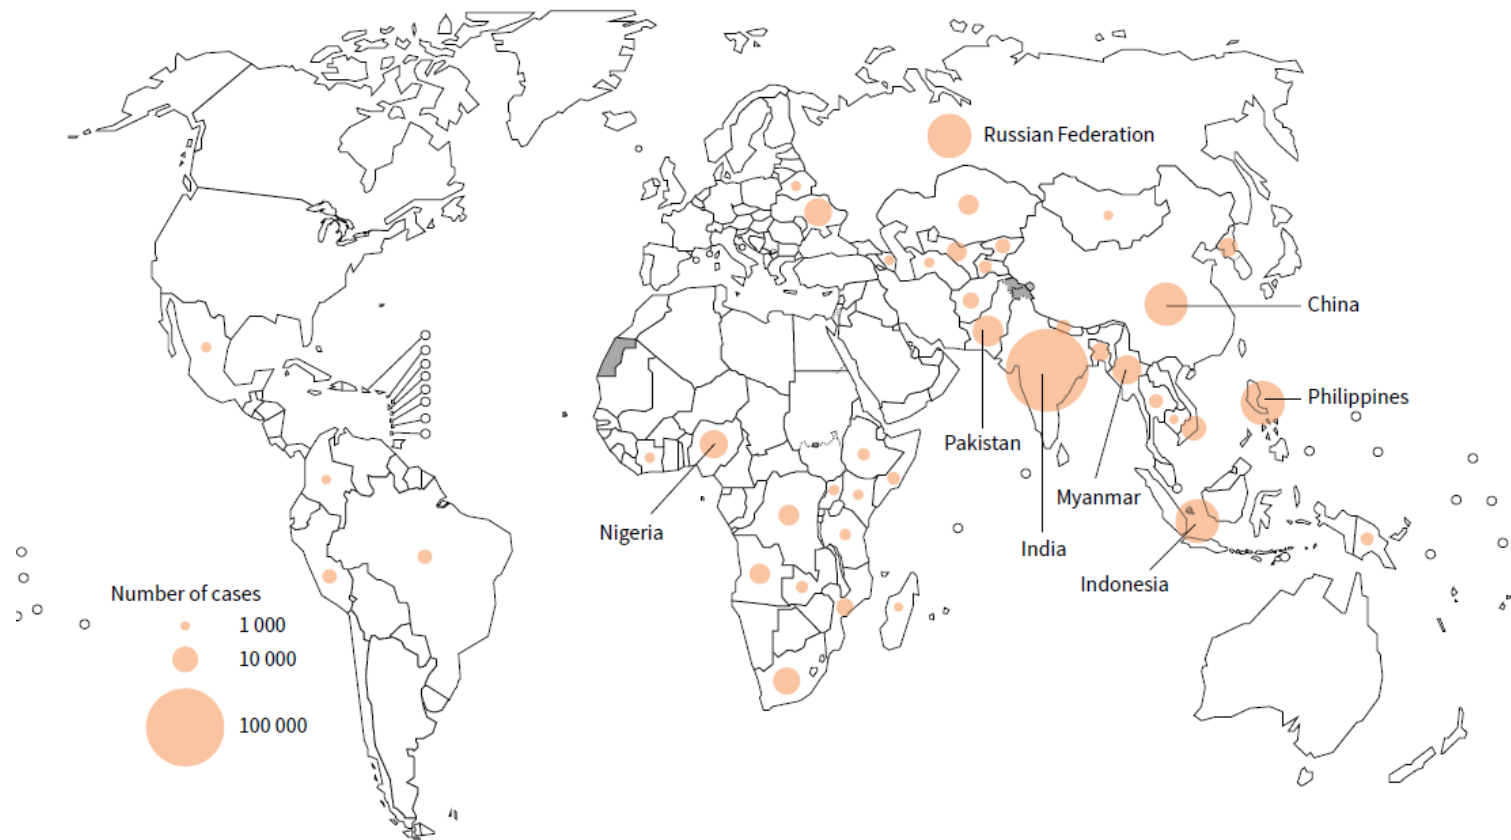 Russian Federation
China
Philippines
Pakistan
Myanmar
Nigeria
India
Indonesia
Number of cases
1 000
10 000
100 000